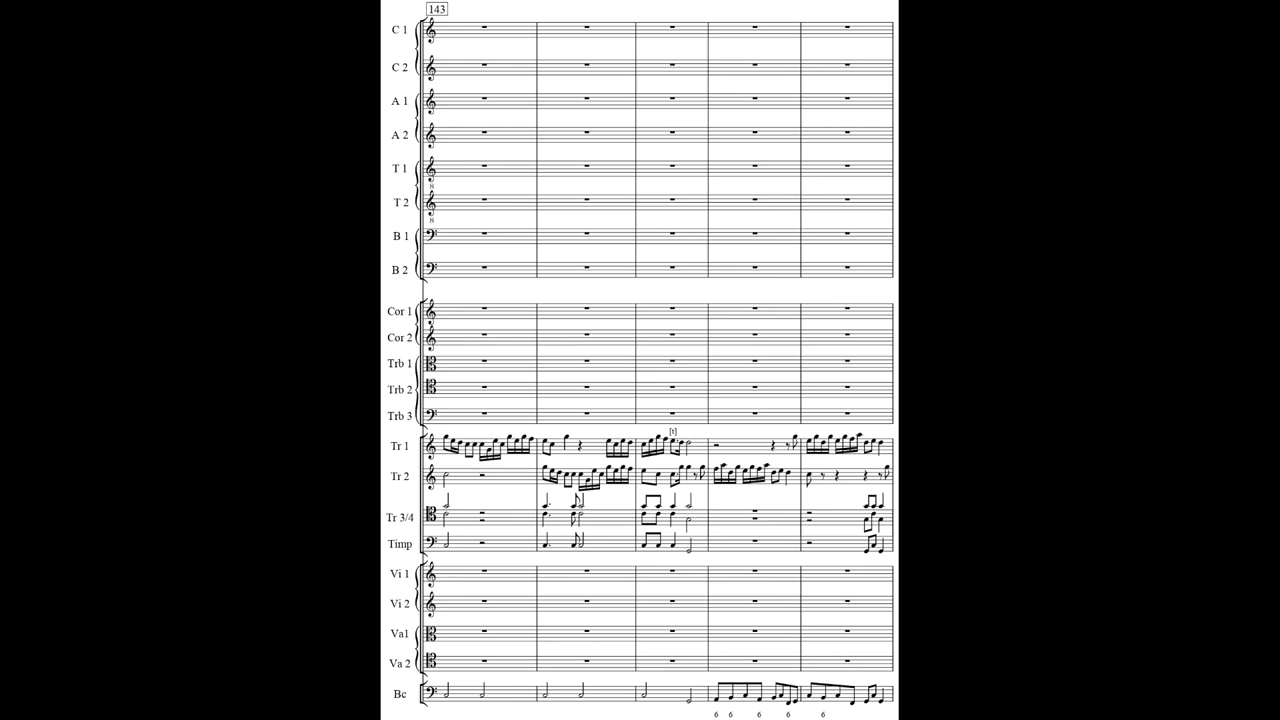 143
C 1
C 2
A 1
A 2
T 1
8
T 2
8
B 1
B 2
Cor 1
Cor 2
Trb 1
Trb 2
Trb 3
[t]
Tr 1
Tr 2
Tr 3/4
Timp
Vi 1
Vi 2
Va1
Va 2
Bc
6 6 6 6 6